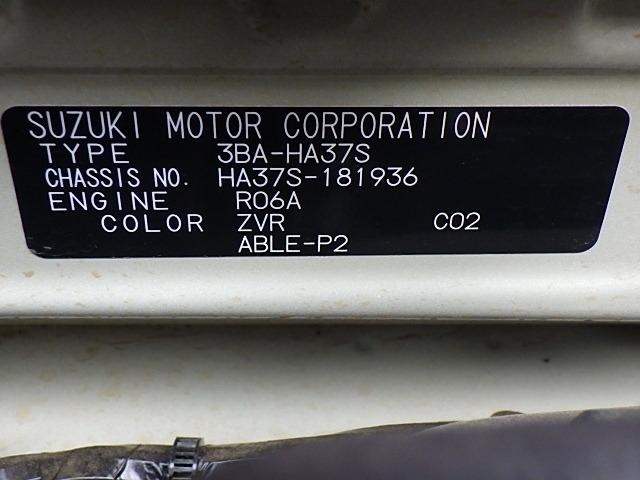 SUZUKI MOTOR CORPORATION
TYPE 3BA-HA37S
CHASSIS NO. HA37S-181936
ENGINE R06A
COLOR ZVR C02
ABLE-P2